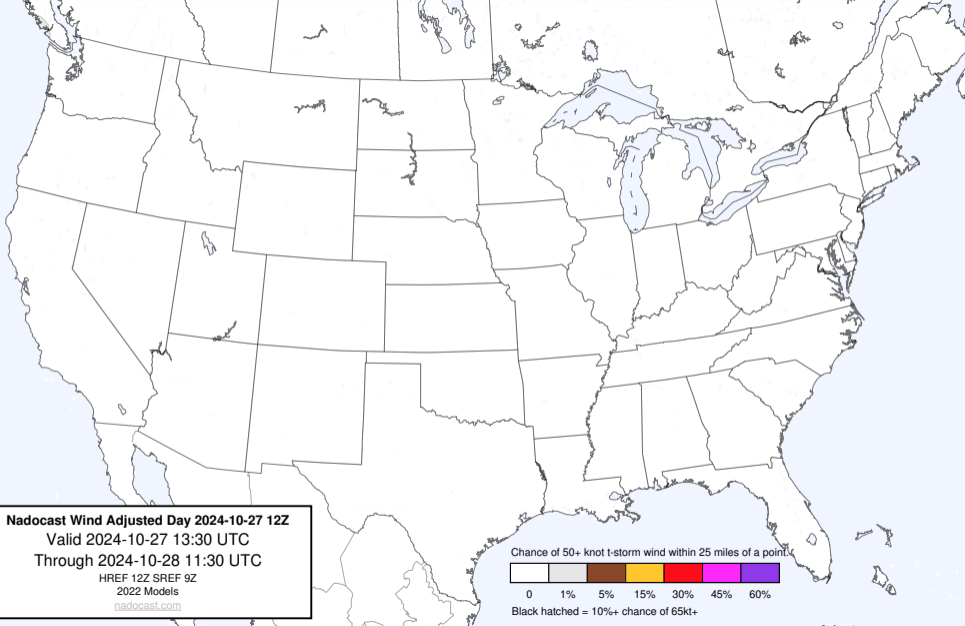 Nadocast Wind Adjusted Day 2024-10-27 12Z
Valid 2024-10-27 13:30 UTC
Through 2024-10-28 11:30 UTC
HREF 12Z SREF 9Z
2022 Models
nadocast.com
Chance of 50+ knot t-storm wind within 25 miles of a point.
0 1% 5% 15% 30% 45% 60%
Black hatched = 10%+ chance of 65kt+